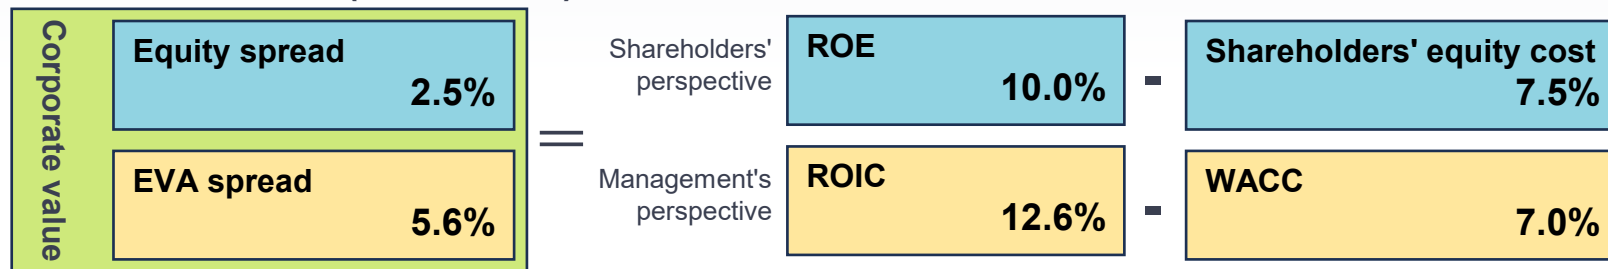 Corporate value
Equity spread
2.5%
=
Shareholders'
perspective
ROE
10.0%
-
Shareholders' equity cost
7.5%
EVA spread
5.6%
Management's
perspective
ROIC
12.6%
-
WACC
7.0%